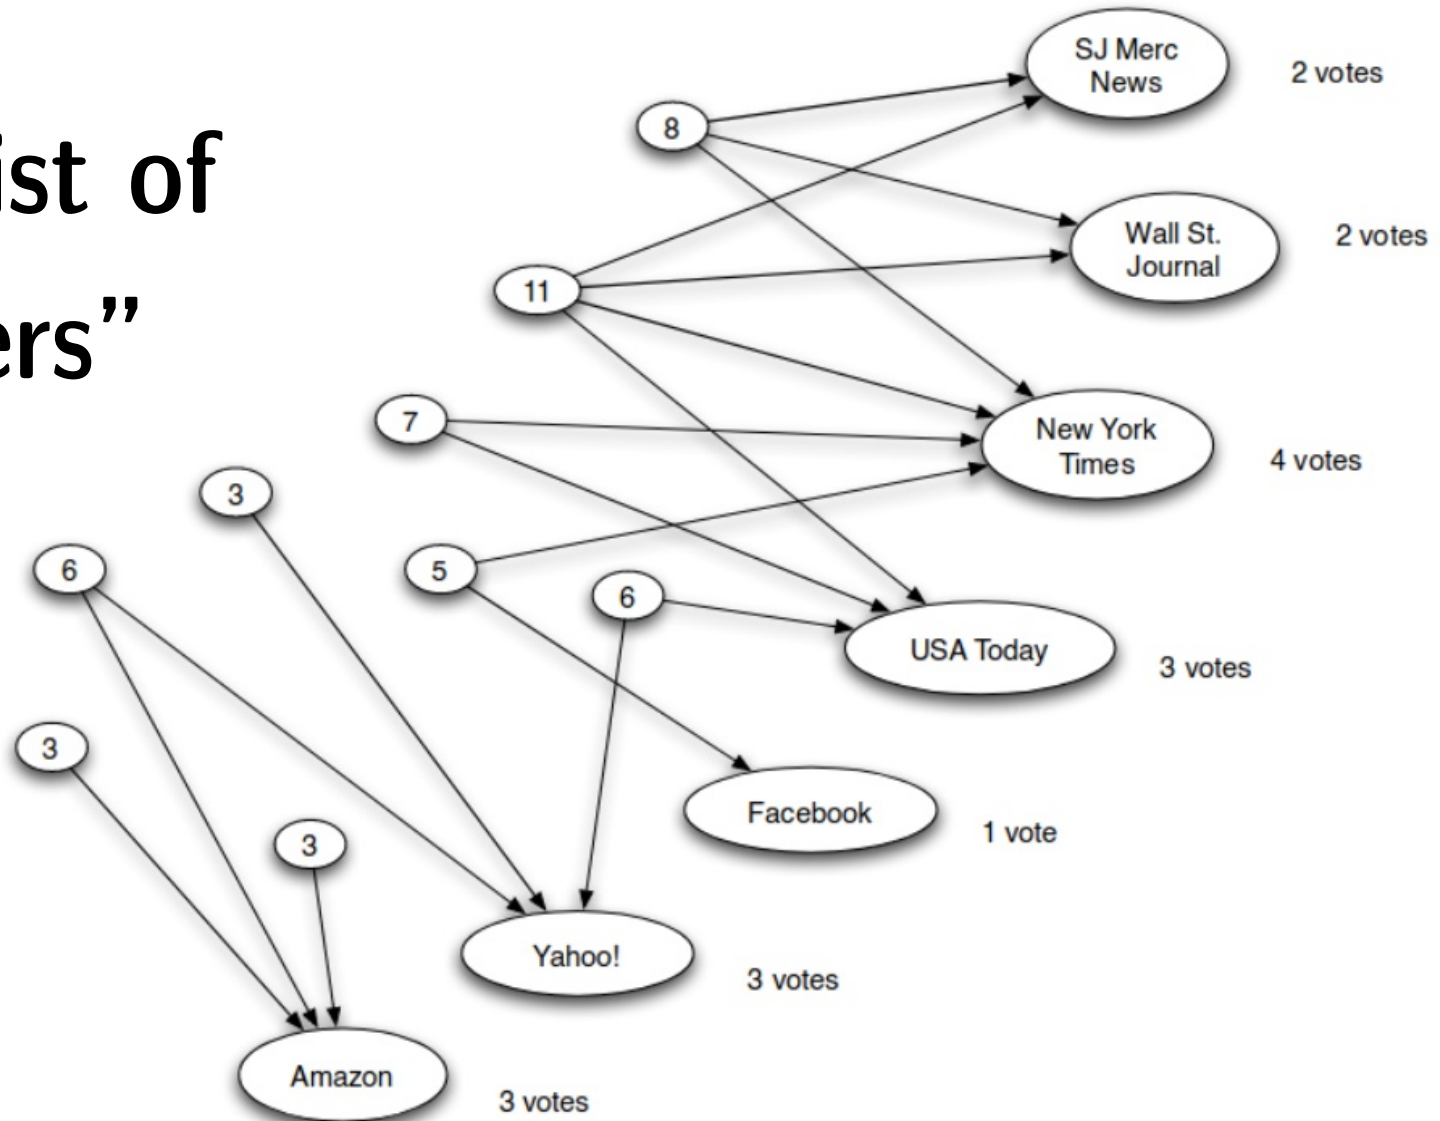 ist of
ers”
SJ Merc
News
2 votes
8
Wall St.
Journal
2 votes
11
New York
Times
4 votes
7
3
5
6
6
USA Today
3 votes
3
Facebook
1 vote
3
Yahoo!
3 votes
Amazon
3 votes